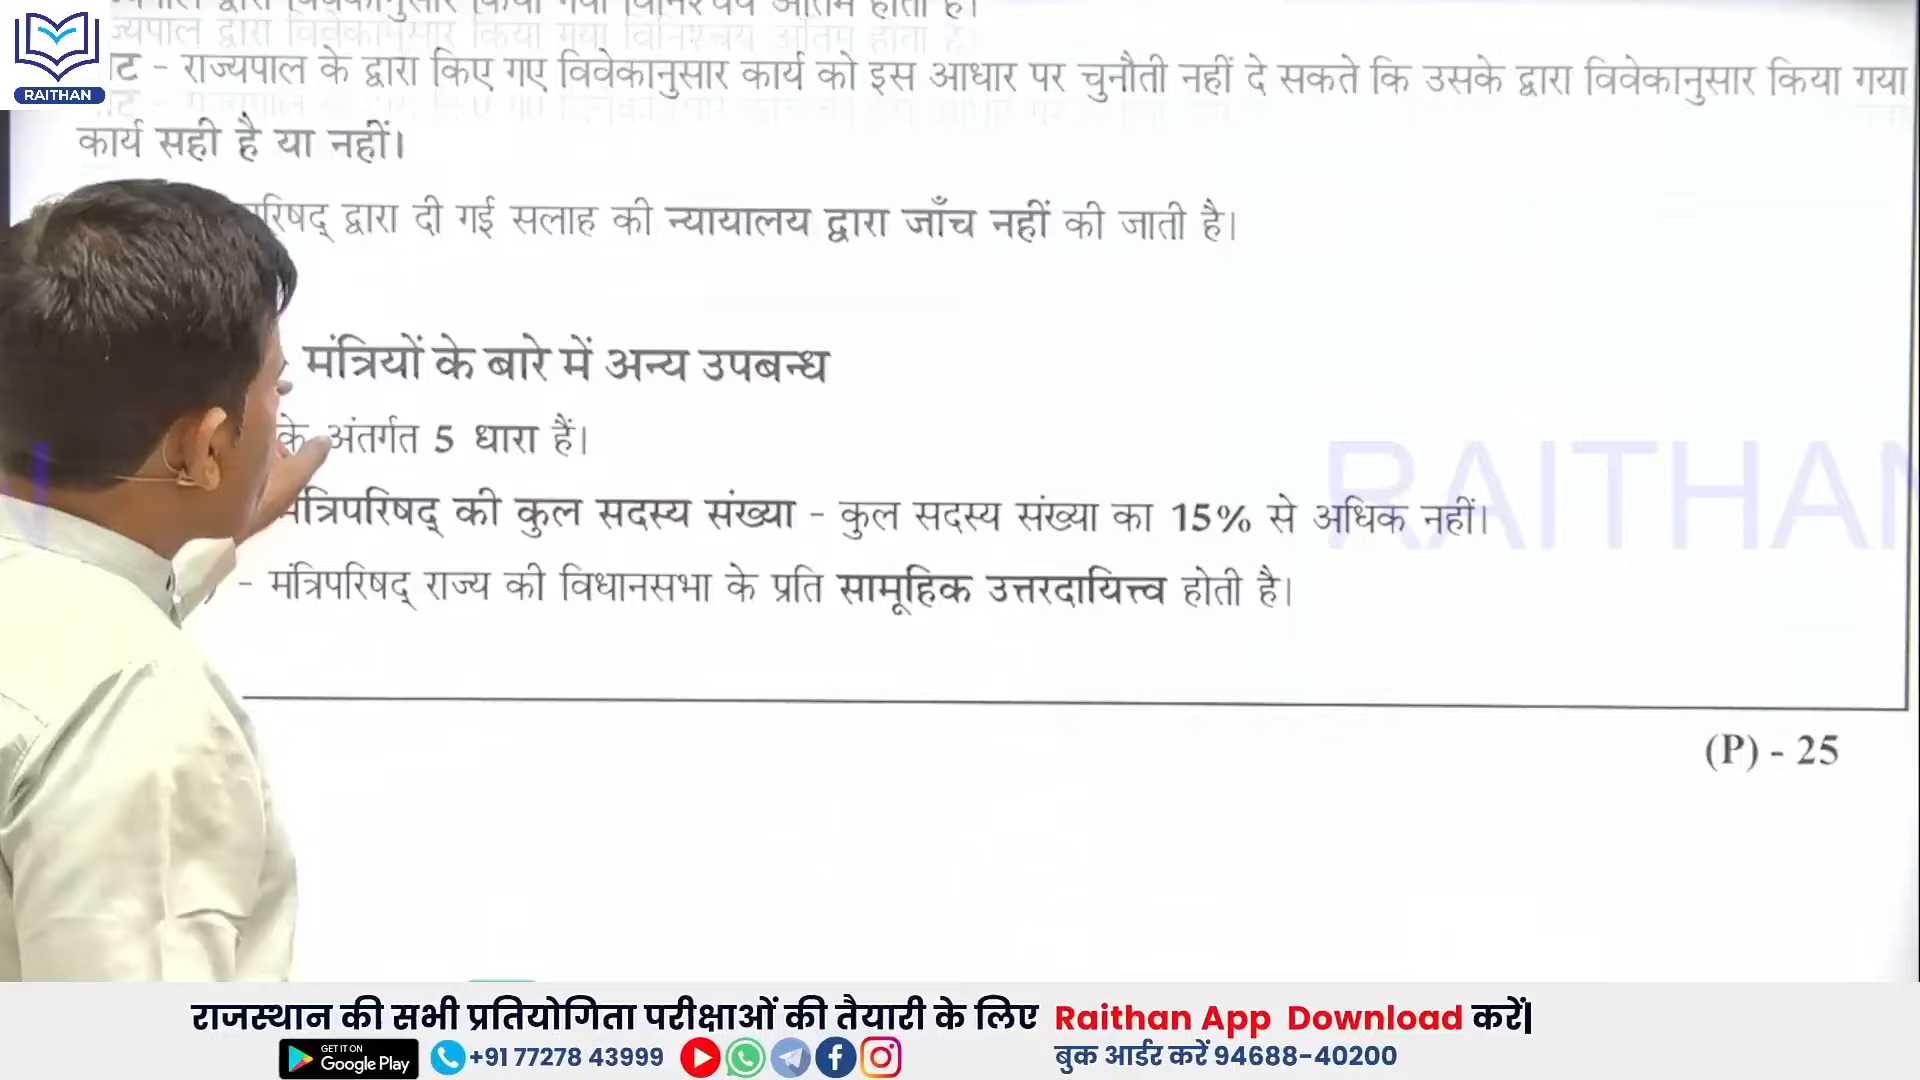 RAITHAN
द्वारा विवेकानुसार किया गया विनिश्चय अंतिम होता है।
- राज्यपाल के द्वारा किए गए विवेकानुसार कार्य को इस आधार पर चुनौती नहीं दे सकते कि उसके द्वारा विवेकानुसार किया गया
कार्य सही है या नहीं।
द्वारा दी गई सलाह की न्यायालय द्वारा जाँच नहीं की जाती है।
मंत्रियों के बारे में अन्य उपबन्ध
के अंतर्गत 5 धारा हैं।
मंत्रिपरिषद् की कुल सदस्य संख्या - कुल सदस्य संख्या का 15% से अधिक नहीं।
- मंत्रिपरिषद् राज्य की विधानसभा के प्रति सामूहिक उत्तरदायित्त्व होती है।
RAITHAN
(P) - 25
राजस्थान की सभी प्रतियोगिता परीक्षाओं की तैयारी के लिए Raithan App Download करें|
GET IT ON
Google Play
+91 77278 43999
बुक आर्डर करें 94688-40200